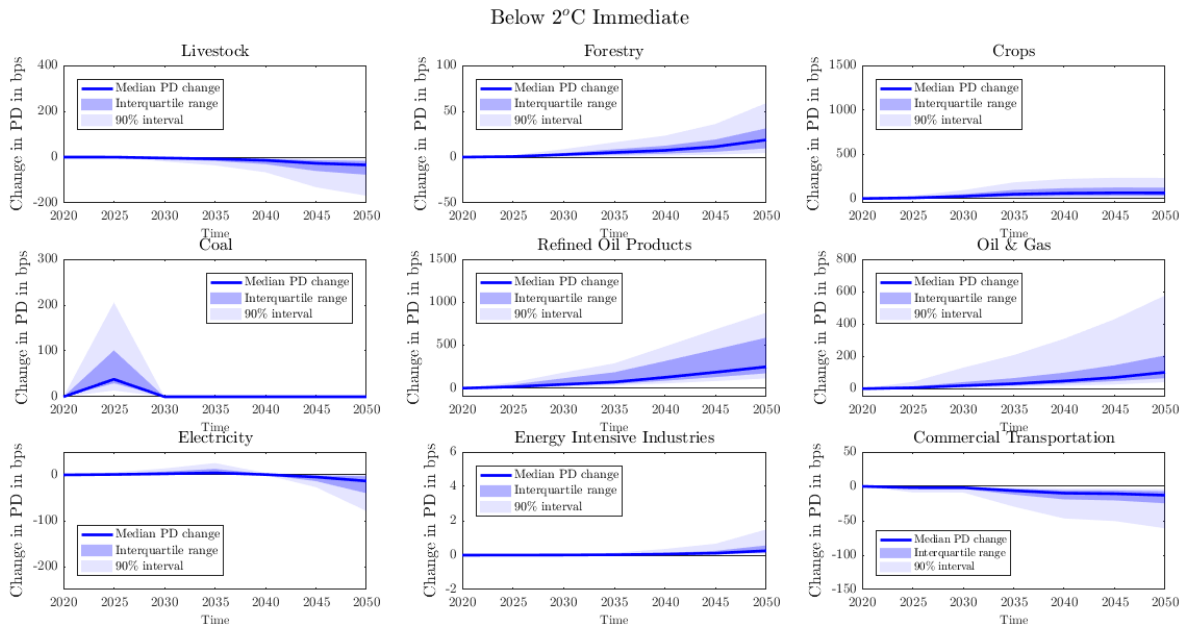 Below 2°C Immediate
Livestock
Change in PD in bps
400
200
0
-200
Median PD change
Interquartile range
90% interval
2020 2025 2030 2035 2040 2045 2050
Time
Forestry
Change in PD in bps
100
50
0
-50
Median PD change
Interquartile range
90% interval
2020 2025 2030 2035 2040 2045 2050
Time
Crops
Change in PD in bps
1500
1000
500
0
Median PD change
Interquartile range
90% interval
2020 2025 2030 2035 2040 2045 2050
Time
Coal
Change in PD in bps
300
200
100
0
Median PD change
Interquartile range
90% interval
2020 2025 2030 2035 2040 2045 2050
Time
Refined Oil Products
Change in PD in bps
1500
1000
500
0
Median PD change
Interquartile range
90% interval
2020 2025 2030 2035 2040 2045 2050
Time
Oil & Gas
Change in PD in bps
800
600
400
200
0
Median PD change
Interquartile range
90% interval
2020 2025 2030 2035 2040 2045 2050
Time
Electricity
Change in PD in bps
0
-100
-200
Median PD change
Interquartile range
90% interval
2020 2025 2030 2035 2040 2045 2050
Time
Energy Intensive Industries
Change in PD in bps
6
4
2
0
-2
Median PD change
Interquartile range
90% interval
2020 2025 2030 2035 2040 2045 2050
Time
Commercial Transportation
Change in PD in bps
50
0
-50
-100
-150
Median PD change
Interquartile range
90% interval
2020 2025 2030 2035 2040 2045 2050
Time